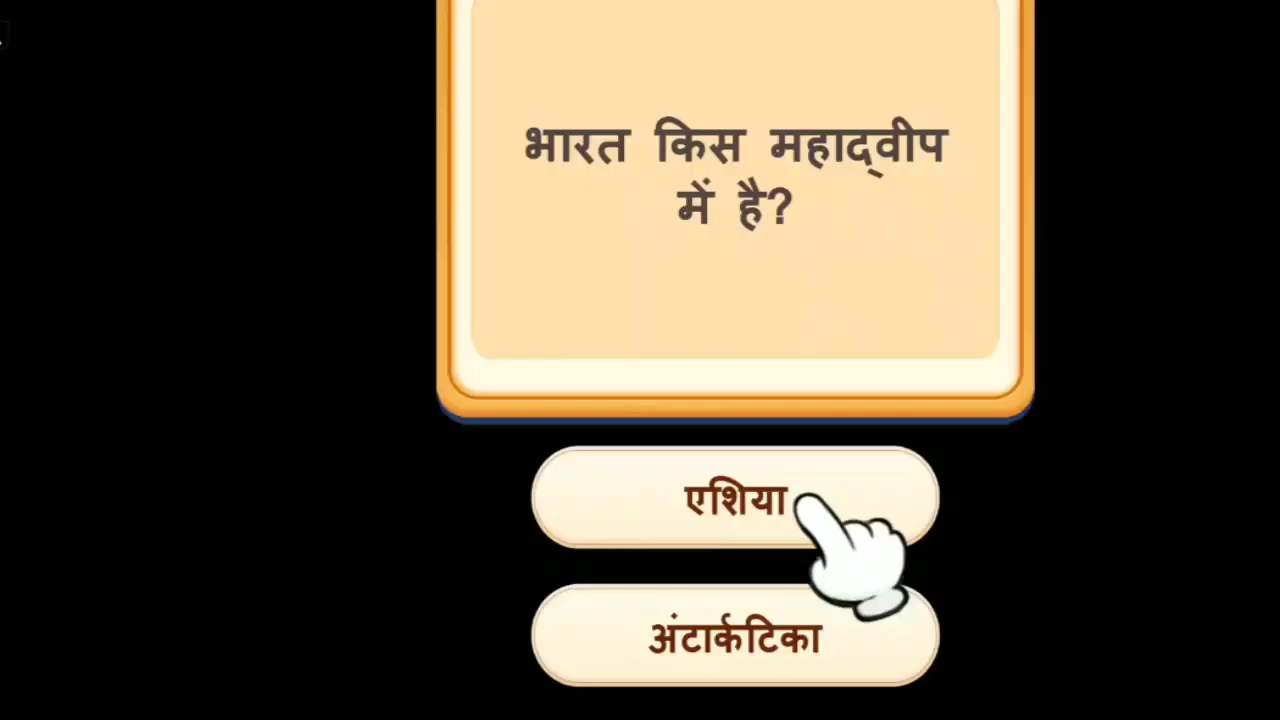 भारत किस महाद्वीप
में है?
एशिया
अंटार्कटिका